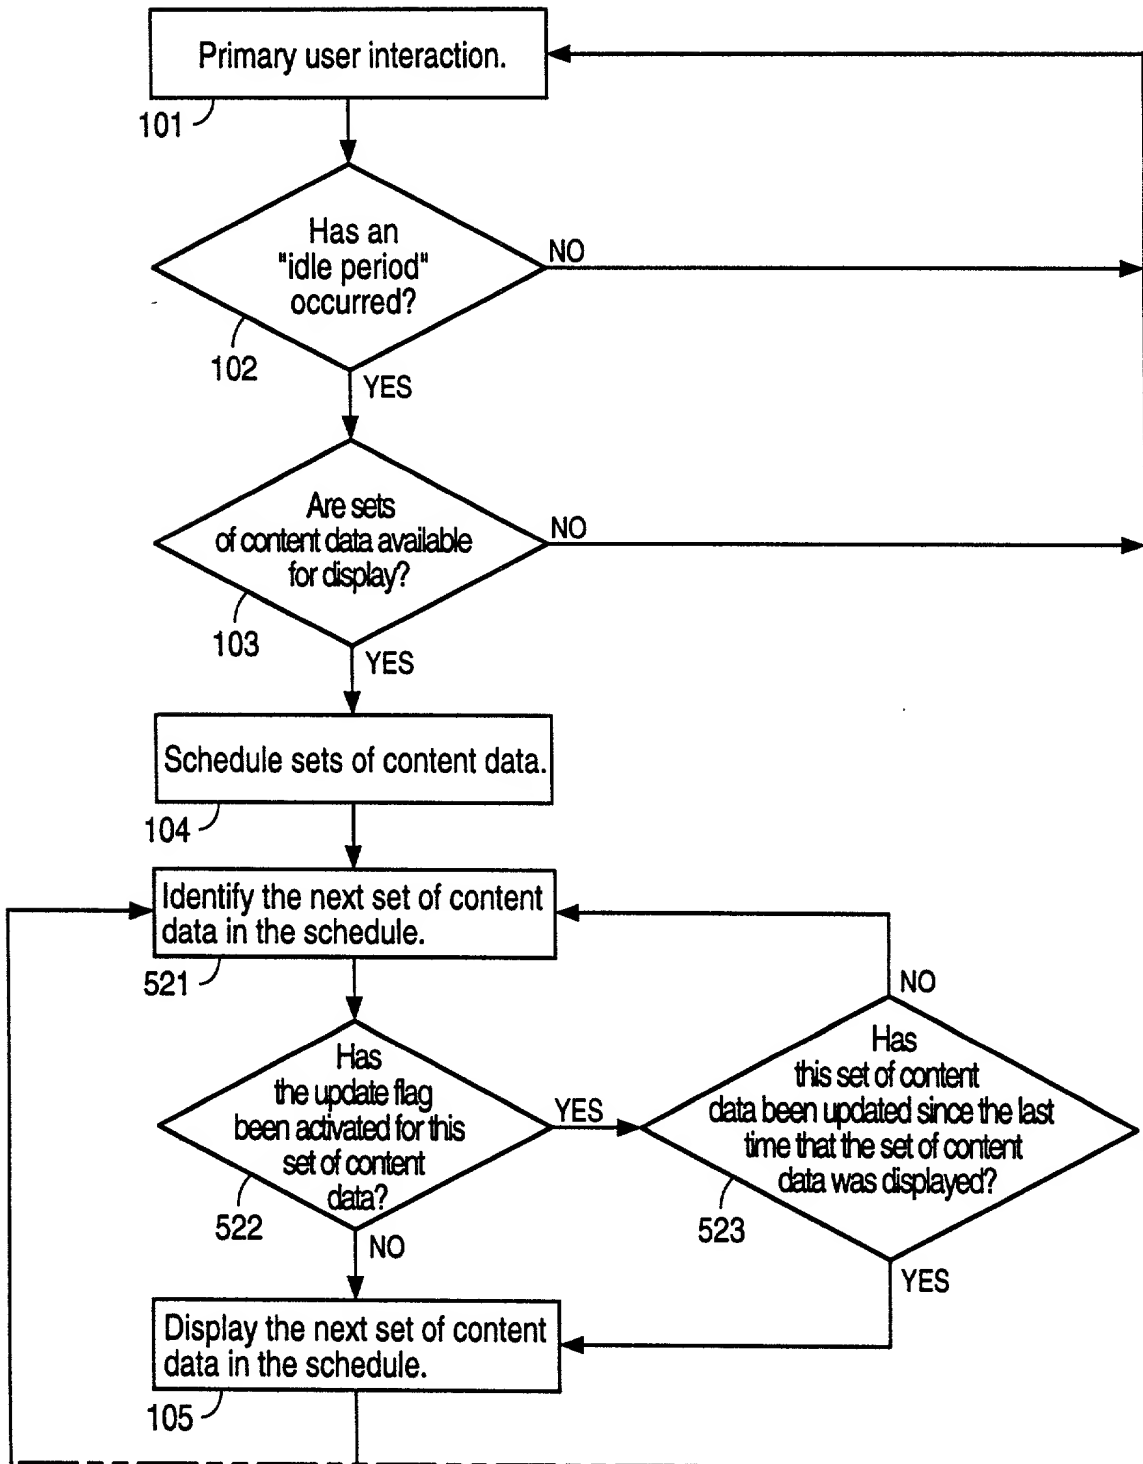 Primary user interaction.
101
Has an
"idle period"
occurred?
NO
102
YES
Are sets
of content data available
for display?
NO
103
YES
Schedule sets of content data.
104
Identify the next set of content
data in the schedule.
521
NO
Has
the update flag
been activated for this
set of content
data?
YES
522
NO
Has
this set of content
data been updated since the last
time that the set of content
data was displayed?
523
YES
Display the next set of content
data in the schedule.
105